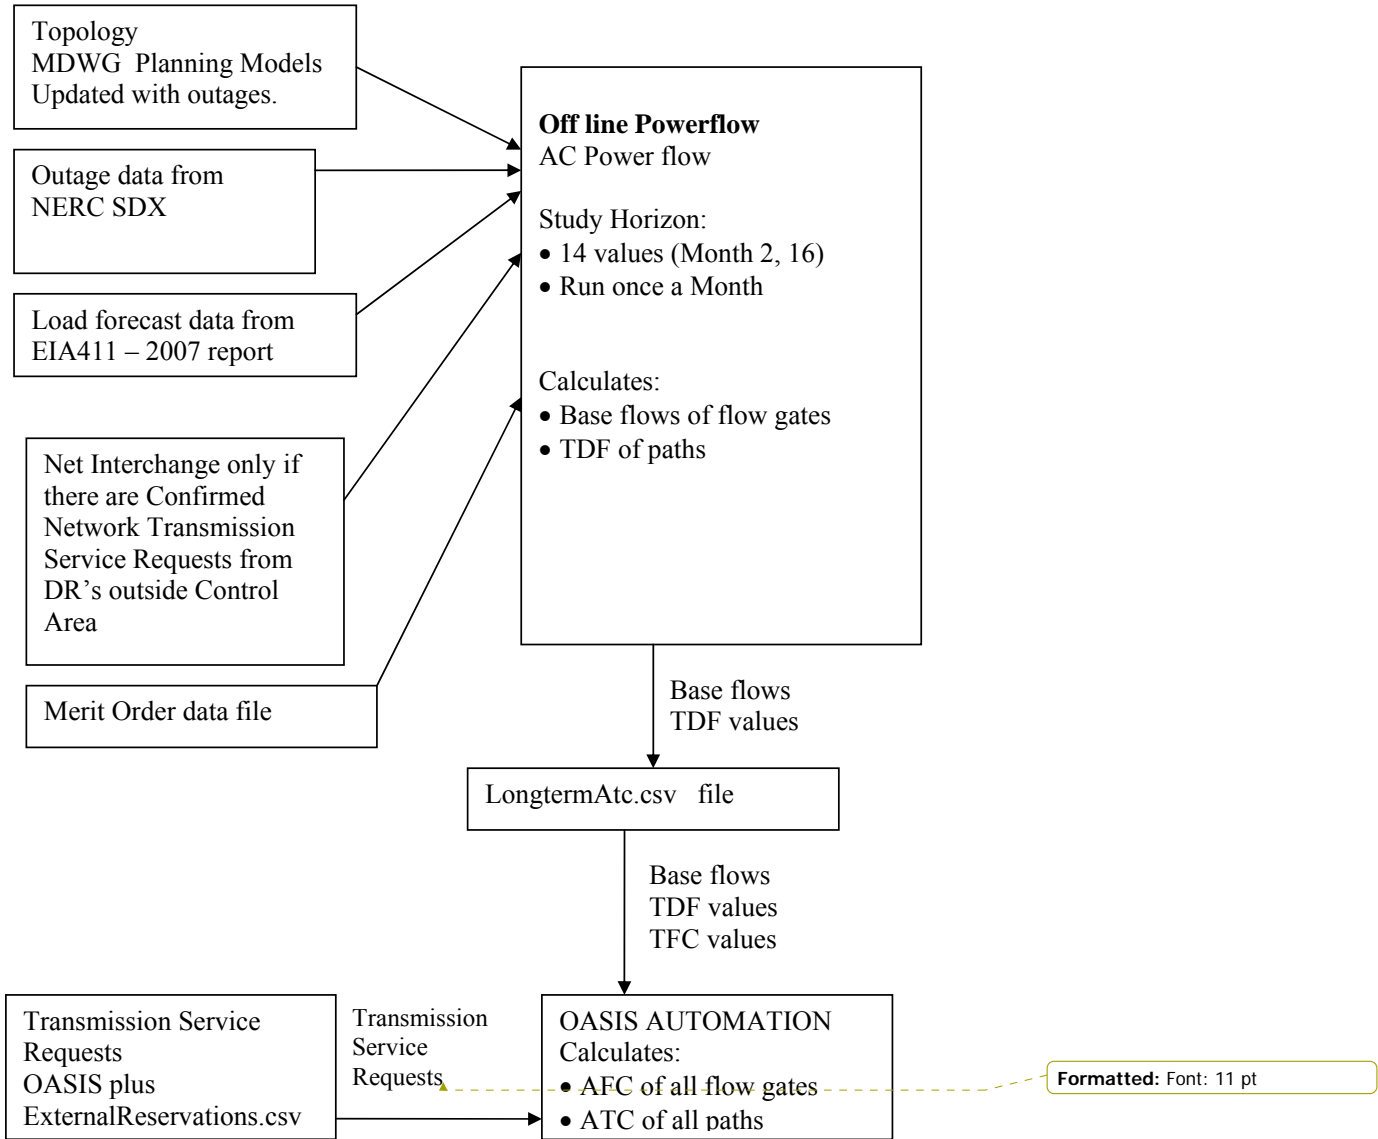 Topology
MDWG Planning Models
Updated with outages.
Outage data from
NERC SDX
Load forecast data from
EIA411 – 2007 report
Net Interchange only if
there are Confirmed
Network Transmission
Service Requests from
DR's outside Control
Area
Merit Order data file
Off line Powerflow
AC Power flow
Study Horizon:
• 14 values (Month 2, 16)
• Run once a Month
Calculates:
• Base flows of flow gates
• TDF of paths
Base flows
TDF values
LongtermAtc.csv file
Base flows
TDF values
TFC values
Transmission Service
Requests
OASIS plus
ExternalReservations.csv
Transmission
Service
Requests
OASIS AUTOMATION
Calculates:
• AFC of all flow gates
• ATC of all paths
Formatted: Font: 11 pt